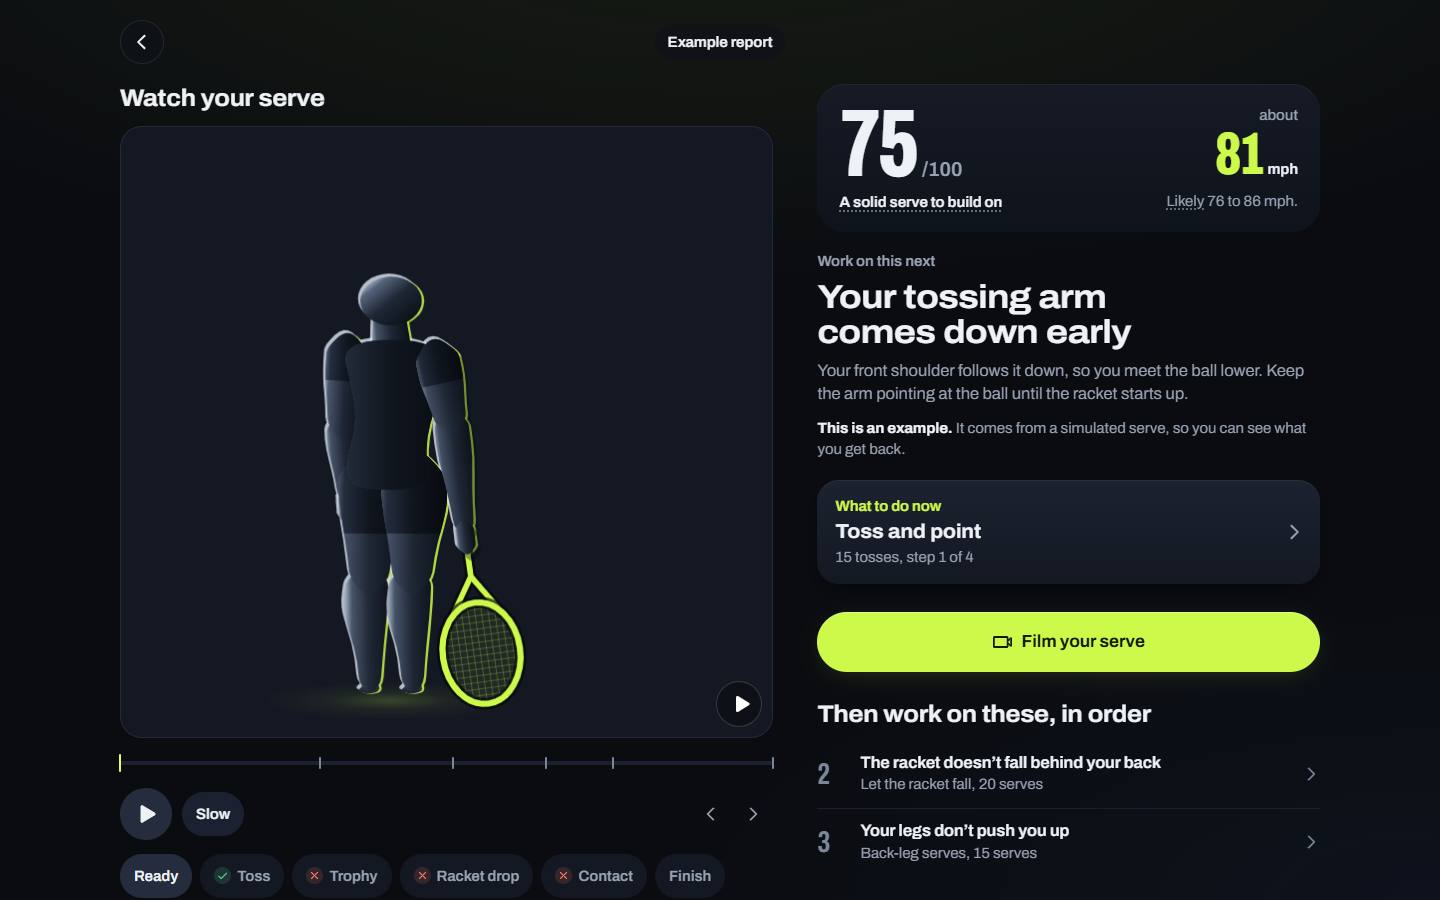 Example report
Watch your serve
75 /100
A solid serve to build on
about
81 mph
Likely 76 to 86 mph.
Work on this next
Your tossing arm
comes down early
Your front shoulder follows it down, so you meet the ball lower. Keep
the arm pointing at the ball until the racket starts up.
This is an example. It comes from a simulated serve, so you can see what
you get back.
What to do now
Toss and point
15 tosses, step 1 of 4
Film your serve
Then work on these, in order
2
The racket doesn’t fall behind your back
Let the racket fall, 20 serves
3
Your legs don’t push you up
Back-leg serves, 15 serves
Slow
Ready
Toss
Trophy
Racket drop
Contact
Finish